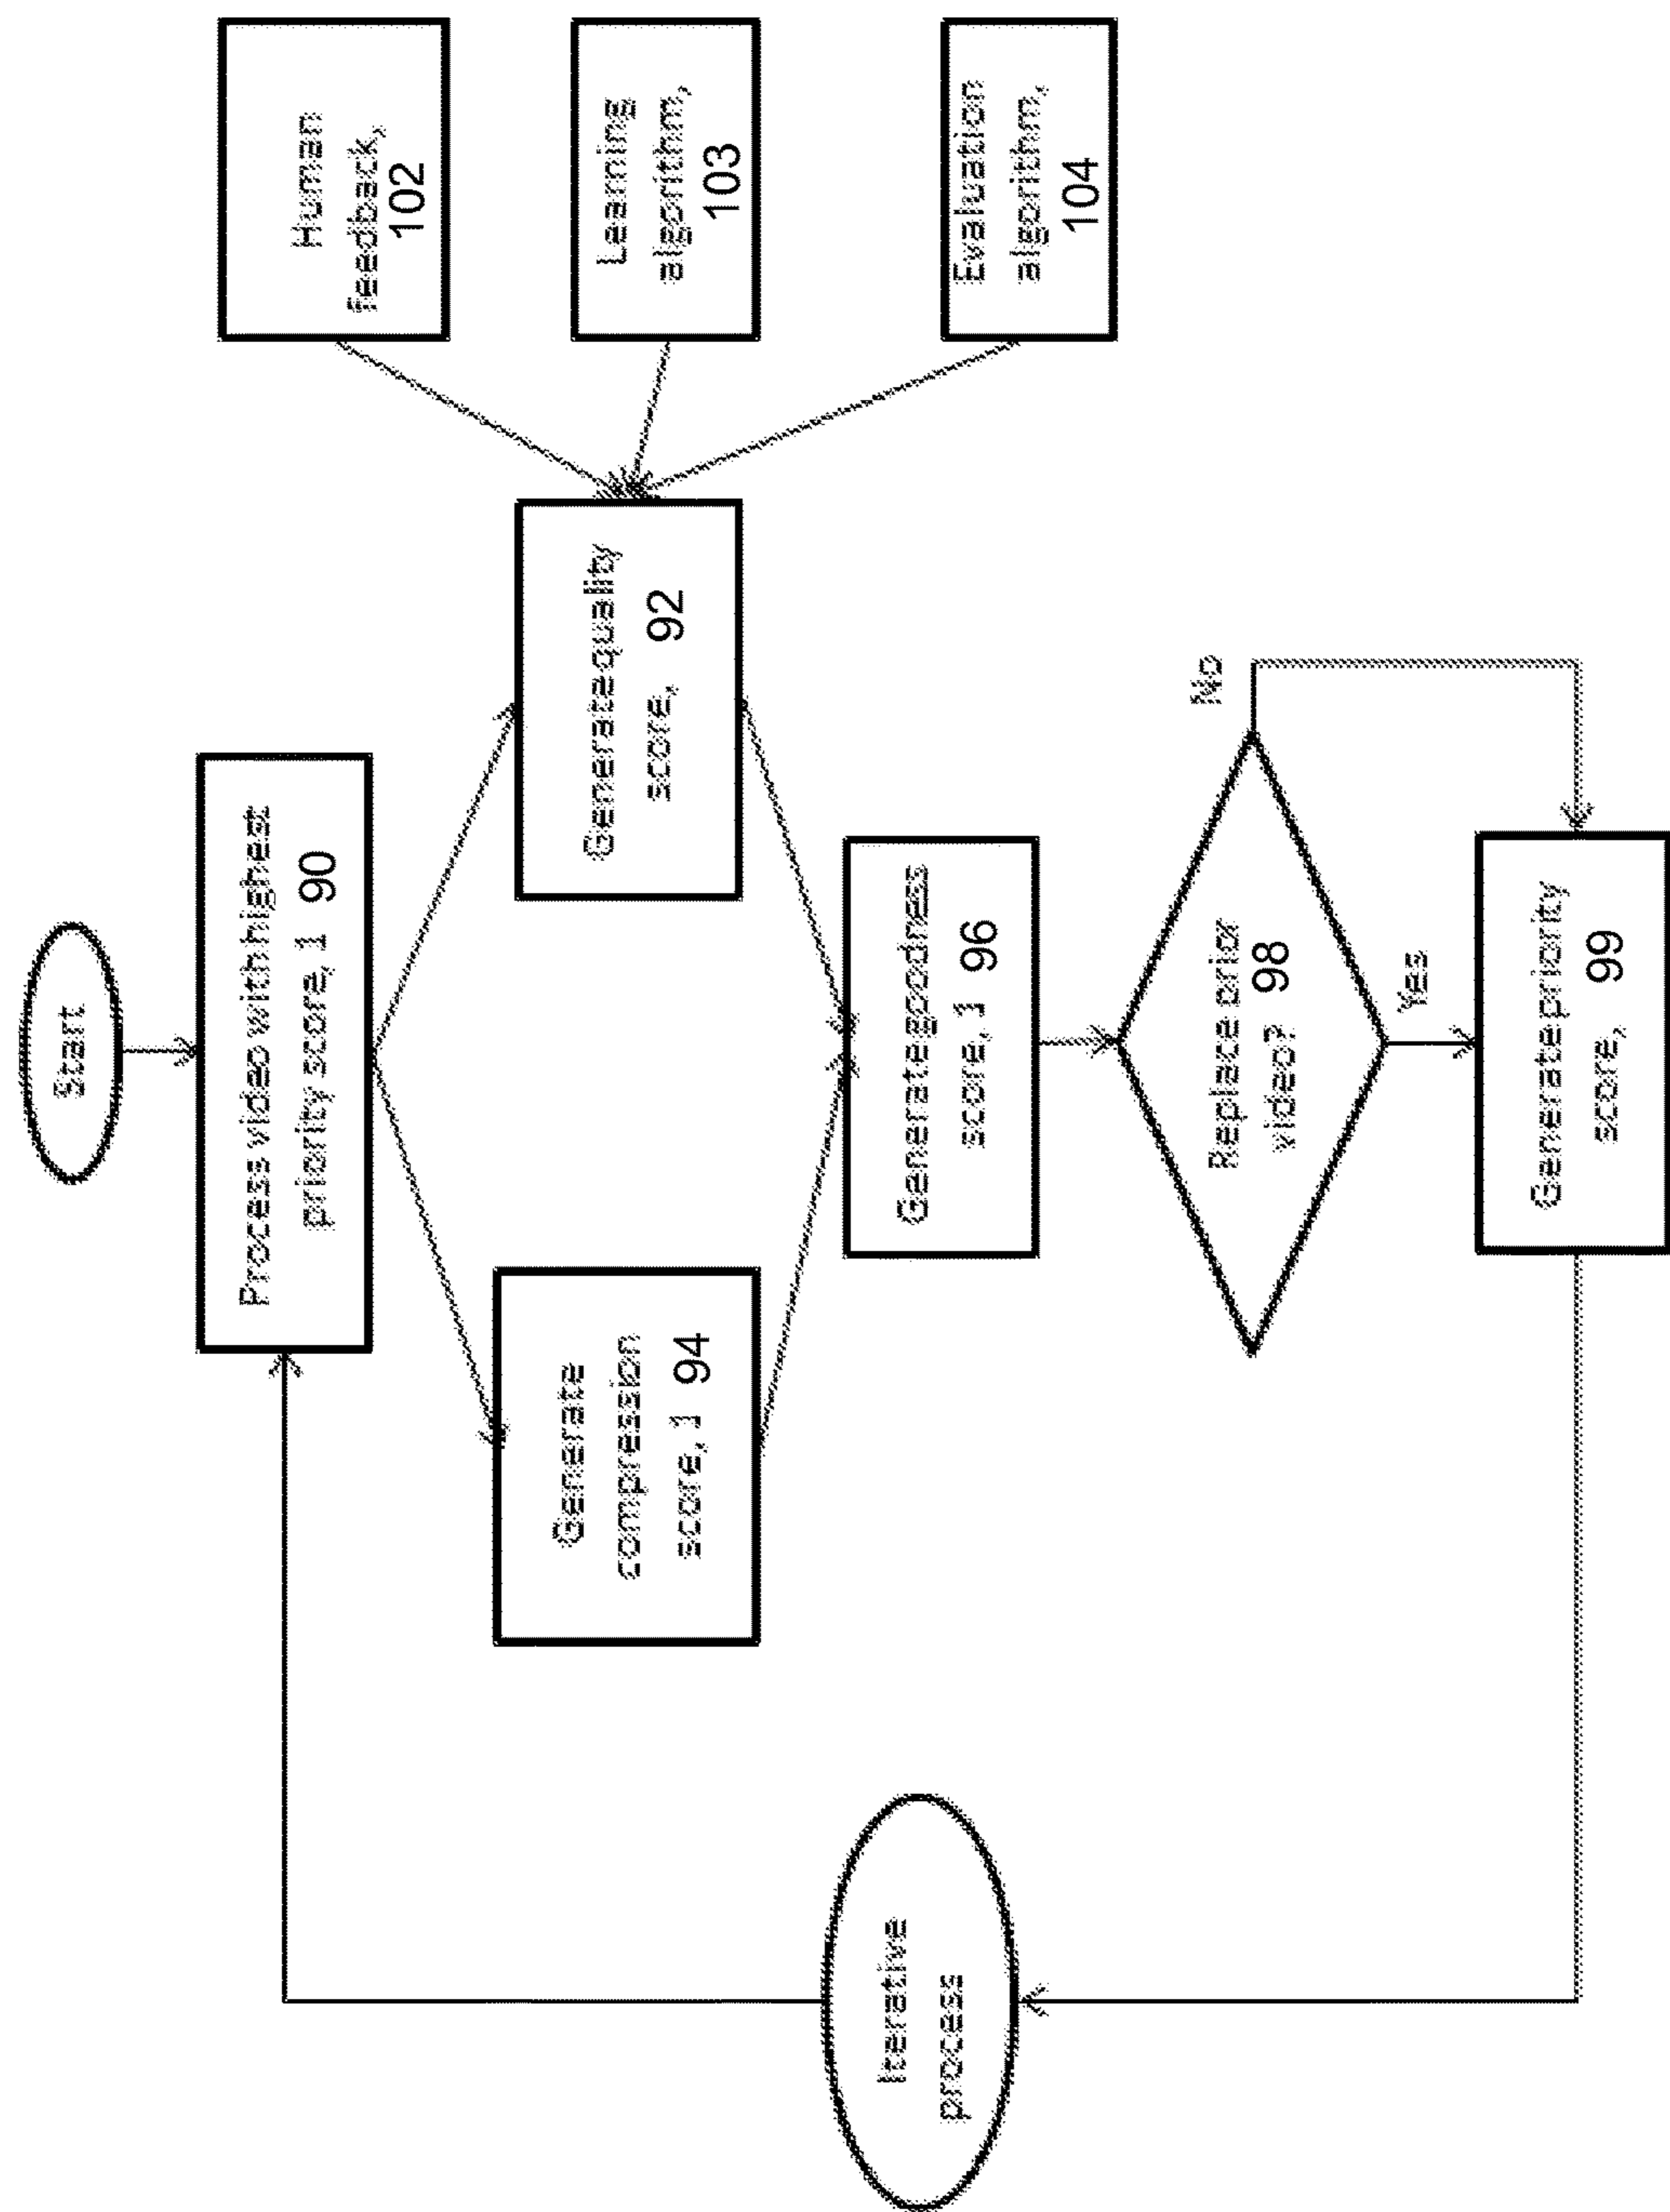 Start
Process video with highest
priority score, 1 90
Generate
compression
score, 1 94
Generate quality
score, 92
Human
feedback,
102
Learning
algorithm,
103
Evaluation
algorithm,
104
Generate goodness
score, 1 96
Replace prior
video? 98
No
Yes
Generate priority
score, 99
Iterative
process